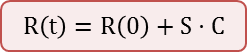 R(t) = R(0) + S · C